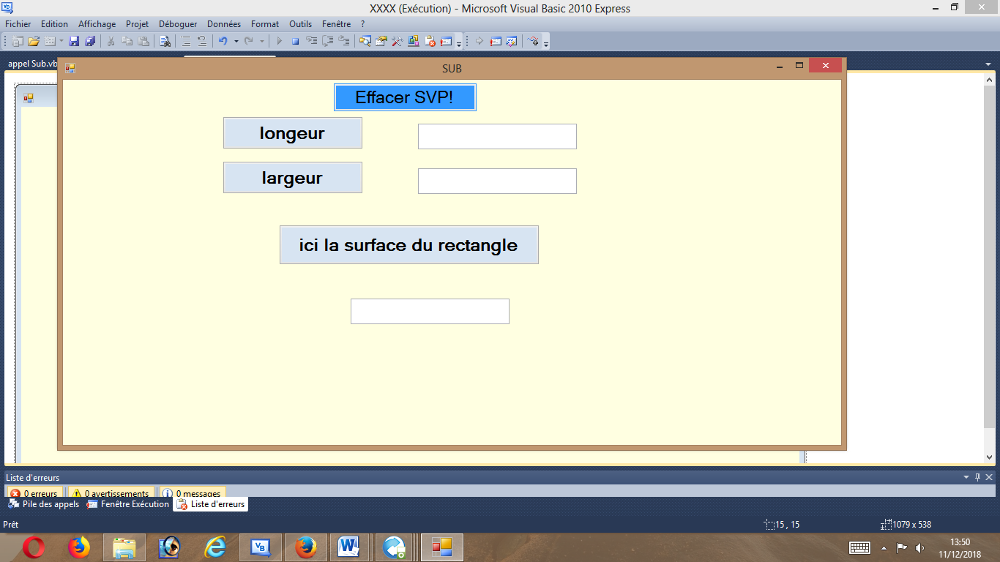 XXXX (Exécution) - Microsoft Visual Basic 2010 Express
Fichier Edition Affichage Projet Déboguer Données Format Outils Fenêtre ?
appel Sub.vb
SUB
Effacer SVP!
longeur
largeur
ici la surface du rectangle
Liste d'erreurs
0 erreurs 0 avertissements 0 messages
Pile des appels Fenêtre Exécution Liste d'erreurs
Prêt 15 , 15 1079 x 538
13:50
11/12/2018